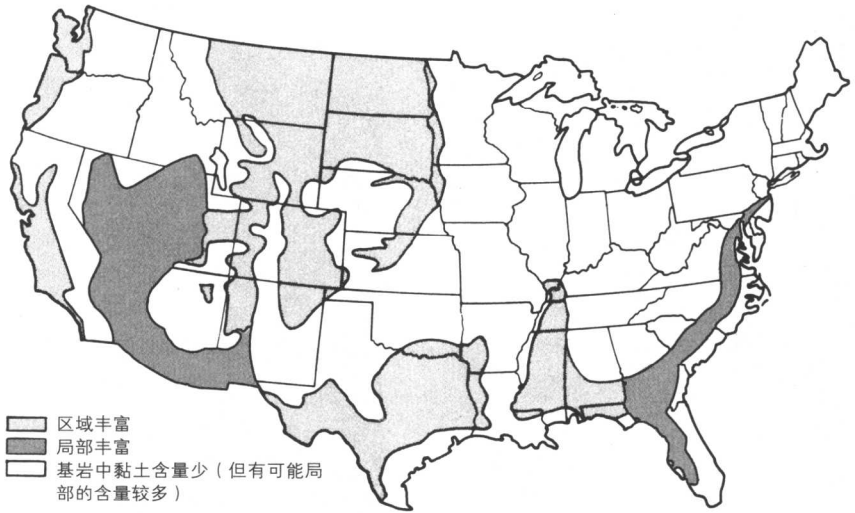 区域丰富
局部丰富
基岩中黏土含量少（但有可能局
部的含量较多）